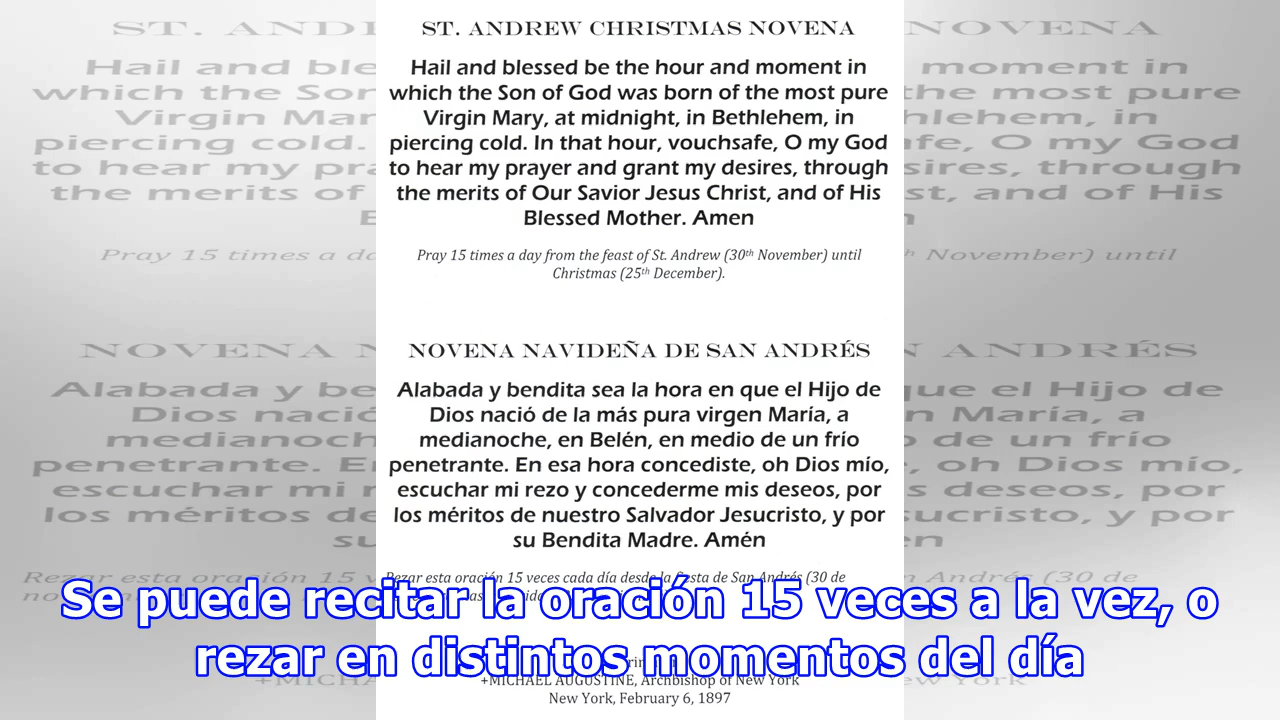 ST. ANDREW CHRISTMAS NOVENA
Hail and blessed be the hour and moment in
which the Son of God was born of the most pure
Virgin Mary, at midnight, in Bethlehem, in
piercing cold. In that hour, vouchsafe, O my God
to hear my prayer and grant my desires, through
the merits of Our Savior Jesus Christ, and of His
Blessed Mother. Amen
Pray 15 times a day from the feast of St. Andrew (30th November) until
Christmas (25th December).
NOVENA NAVIDEÑA DE SAN ANDRÉS
Alabada y bendita sea la hora en que el Hijo de
Dios nació de la más pura virgen María, a
medianoche, en Belén, en medio de un frío
penetrante. En esa hora concediste, oh Dios mío,
escuchar mi rezo y concederme mis deseos, por
los méritos de nuestro Salvador Jesucristo, y por
su Bendita Madre. Amén
Rezar esta oración 15 veces cada día desde la fiesta de San Andrés (30 de
Se puede recitar la oración 15 veces a la vez, o
rezar en distintos momentos del día
+MICHAEL AUGUSTINE, Archbishop of New York
New York, February 6, 1897